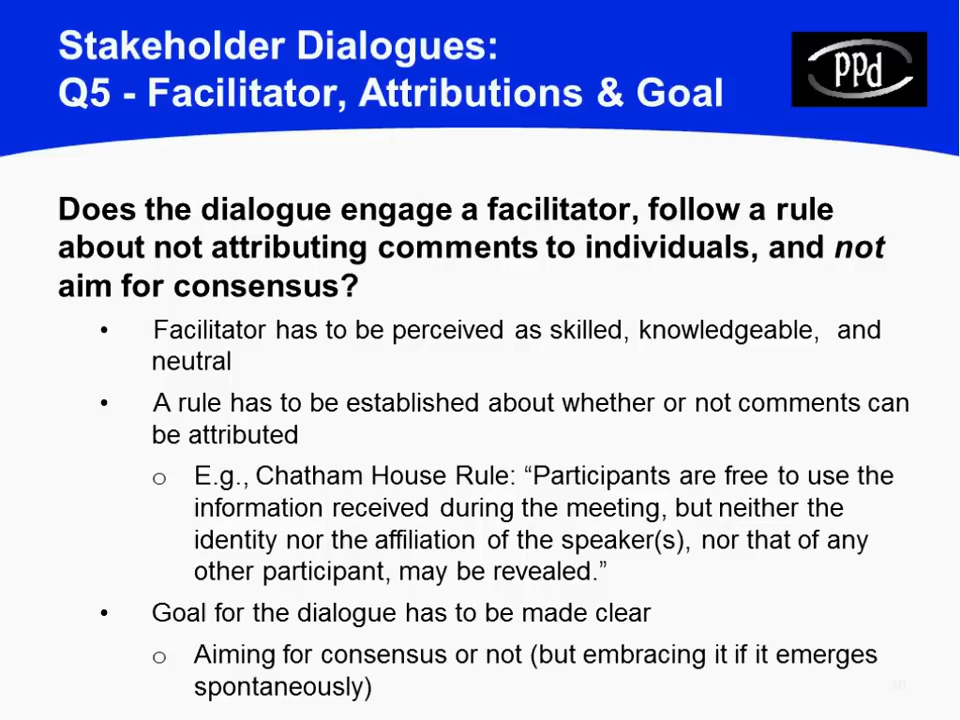 Stakeholder Dialogues:
Q5 - Facilitator, Attributions & Goal
PPd
Does the dialogue engage a facilitator, follow a rule
about not attributing comments to individuals, and not
aim for consensus?
• Facilitator has to be perceived as skilled, knowledgeable, and
neutral
• A rule has to be established about whether or not comments can
be attributed
o E.g., Chatham House Rule: “Participants are free to use the
information received during the meeting, but neither the
identity nor the affiliation of the speaker(s), nor that of any
other participant, may be revealed.”
• Goal for the dialogue has to be made clear
o Aiming for consensus or not (but embracing it if it emerges
spontaneously)